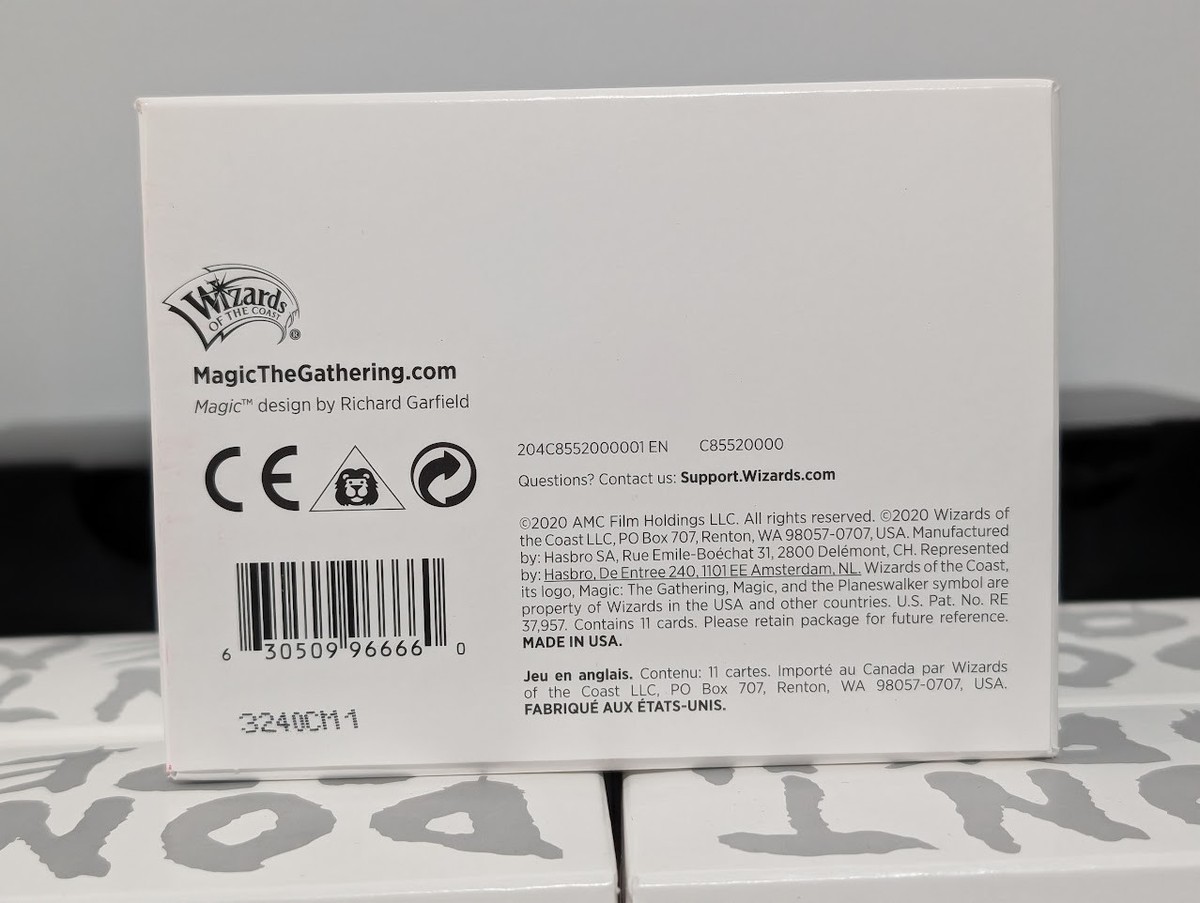 Wizards
OF THE COAST
®
MagicTheGathering.com
Magic™ design by Richard Garfield
CE
204C8552000001 EN C85520000
Questions? Contact us: Support.Wizards.com
©2020 AMC Film Holdings LLC. All rights reserved. ©2020 Wizards of
the Coast LLC, PO Box 707, Renton, WA 98057-0707, USA. Manufactured
by: Hasbro SA, Rue Emile-Boéchat 31, 2800 Delémont, CH. Represented
by: Hasbro, De Entree 240, 1101 EE Amsterdam, NL. Wizards of the Coast,
its logo, Magic: The Gathering, Magic, and the Planeswalker symbol are
property of Wizards in the USA and other countries. U.S. Pat. No. RE
37,957. Contains 11 cards. Please retain package for future reference.
MADE IN USA.
Jeu en anglais. Contenu: 11 cartes. Importé au Canada par Wizards
of the Coast LLC, PO Box 707, Renton, WA 98057-0707, USA.
FABRIQUÉ AUX ÉTATS-UNIS.
6 30509 96666 0
3240CM1